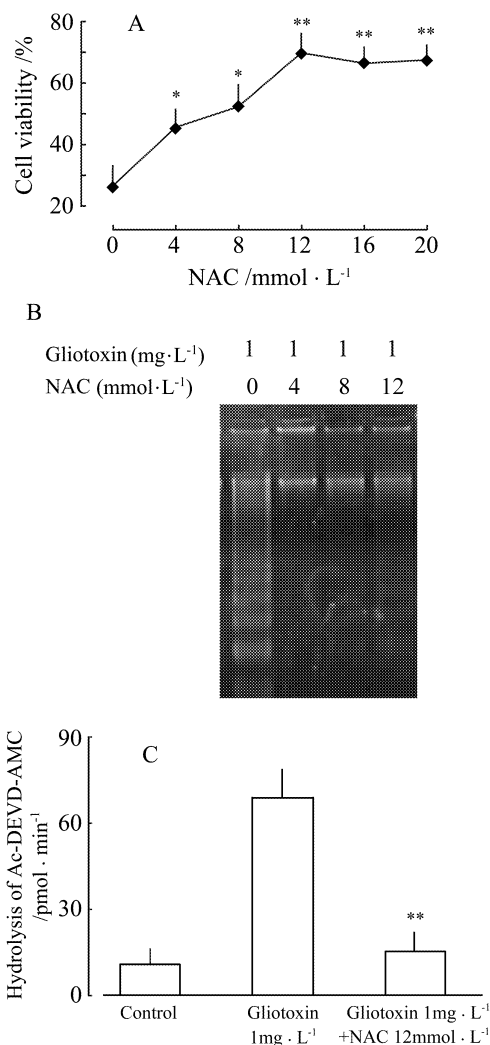 A
Cell viability /%
80
60
40
20
* * ** ** **
0 4 8 12 16 20
NAC /mmol · L⁻¹
B
Gliotoxin (mg·L⁻¹) 1 1 1 1
NAC (mmol·L⁻¹) 0 4 8 12
C
Hydrolysis of Ac-DEVD-AMC
/pmol · min⁻¹
90
60
30
0
**
Control Gliotoxin Gliotoxin 1mg · L⁻¹
1mg · L⁻¹ +NAC 12mmol · L⁻¹